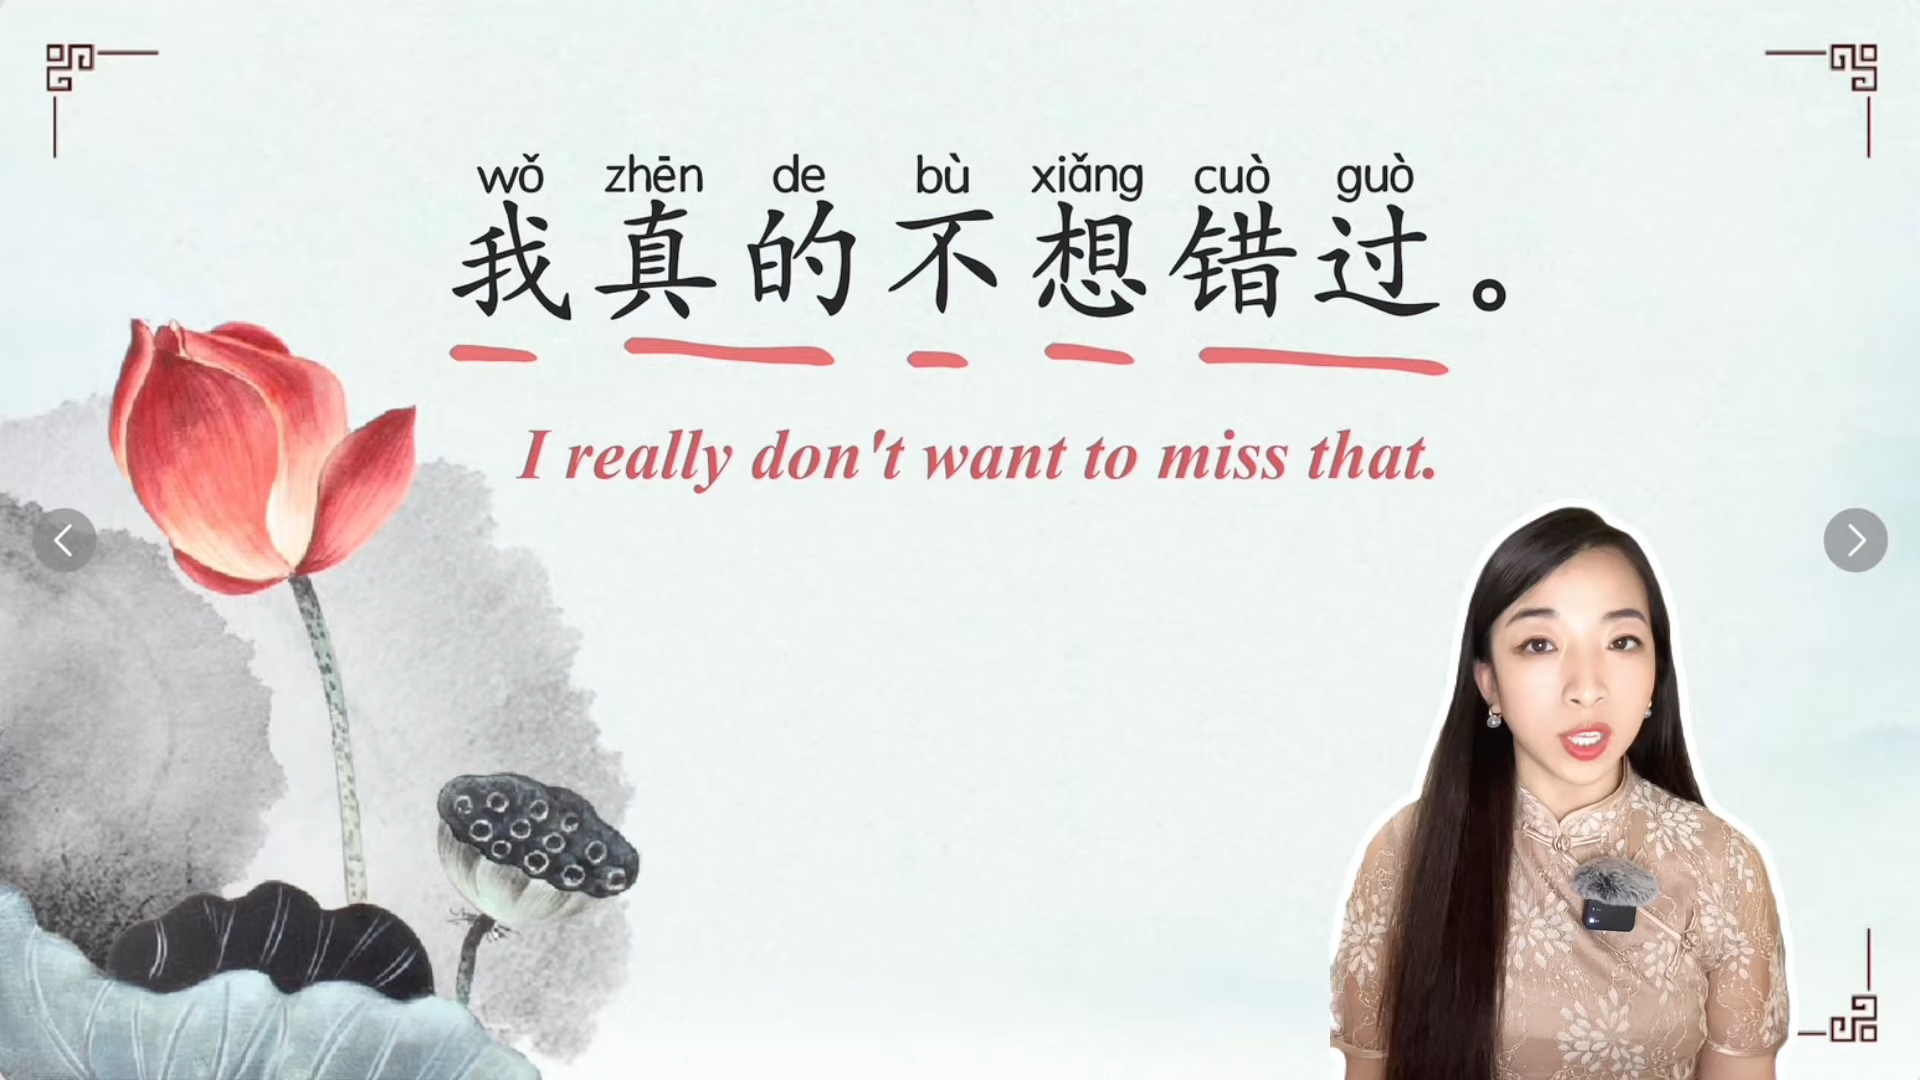 wǒ zhēn de bù xiǎng cuò guò
我真的不想错过。
I really don't want to miss that.